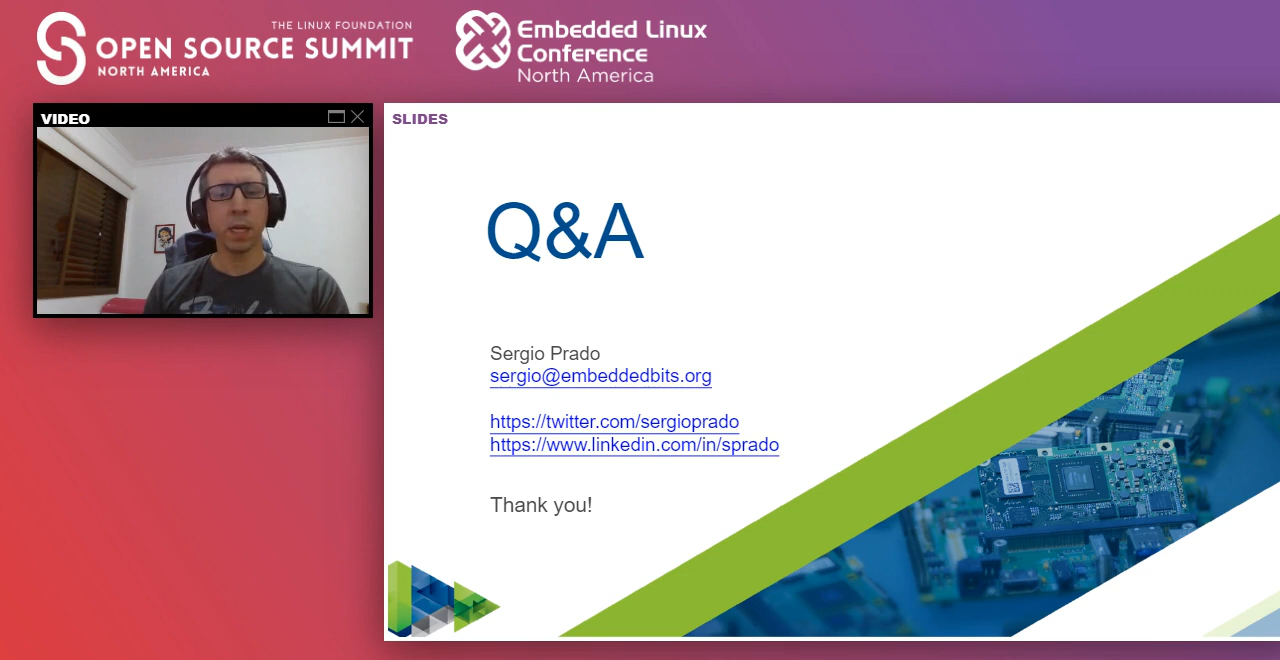 THE LINUX FOUNDATION
OPEN SOURCE SUMMIT
NORTH AMERICA
Embedded Linux
Conference
North America
VIDEO
SLIDES
Q&A
Sergio Prado
sergio@embeddedbits.org
https://twitter.com/sergioprado
https://www.linkedin.com/in/sprado
Thank you!